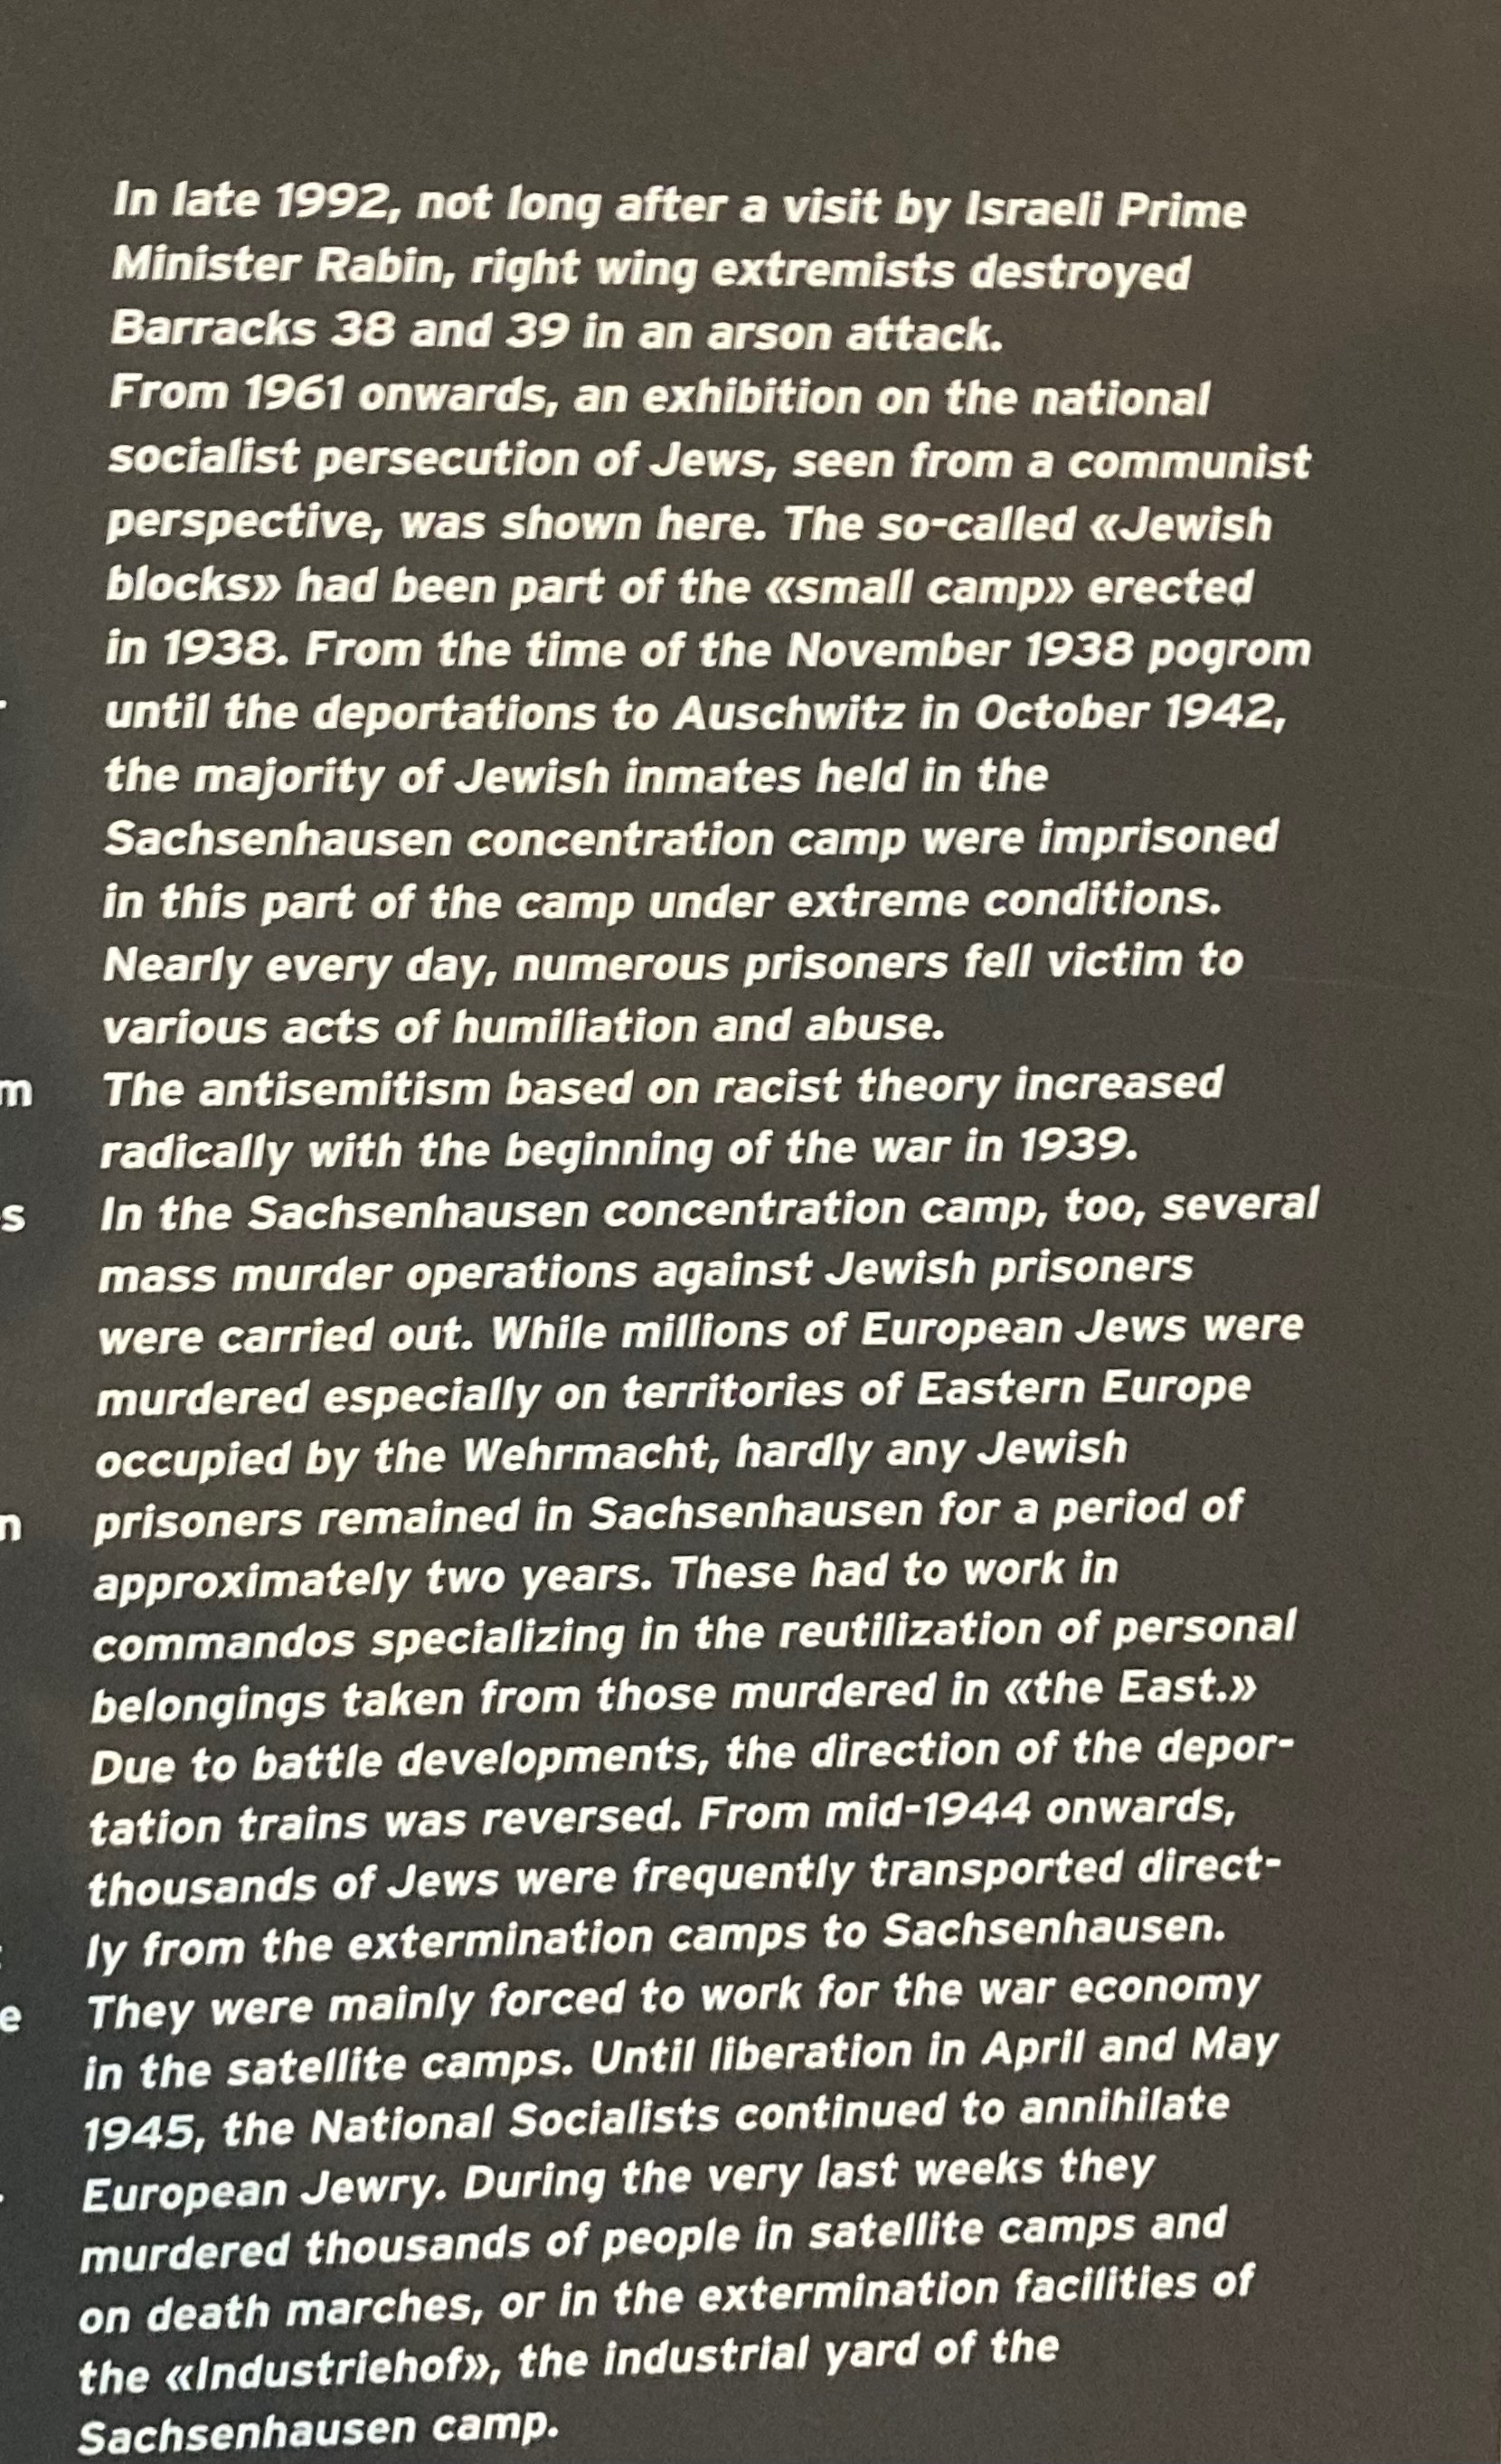 In late 1992, not long after a visit by Israeli Prime
Minister Rabin, right wing extremists destroyed
Barracks 38 and 39 in an arson attack.
From 1961 onwards, an exhibition on the national
socialist persecution of Jews, seen from a communist
perspective, was shown here. The so-called «Jewish
blocks» had been part of the «small camp» erected
in 1938. From the time of the November 1938 pogrom
until the deportations to Auschwitz in October 1942,
the majority of Jewish inmates held in the
Sachsenhausen concentration camp were imprisoned
in this part of the camp under extreme conditions.
Nearly every day, numerous prisoners fell victim to
various acts of humiliation and abuse.
The antisemitism based on racist theory increased
radically with the beginning of the war in 1939.
In the Sachsenhausen concentration camp, too, several
mass murder operations against Jewish prisoners
were carried out. While millions of European Jews were
murdered especially on territories of Eastern Europe
occupied by the Wehrmacht, hardly any Jewish
prisoners remained in Sachsenhausen for a period of
approximately two years. These had to work in
commandos specializing in the reutilization of personal
belongings taken from those murdered in «the East.»
Due to battle developments, the direction of the depor-
tation trains was reversed. From mid-1944 onwards,
thousands of Jews were frequently transported direct-
ly from the extermination camps to Sachsenhausen.
They were mainly forced to work for the war economy
in the satellite camps. Until liberation in April and May
1945, the National Socialists continued to annihilate
European Jewry. During the very last weeks they
murdered thousands of people in satellite camps and
on death marches, or in the extermination facilities of
the «Industriehof», the industrial yard of the
Sachsenhausen camp.